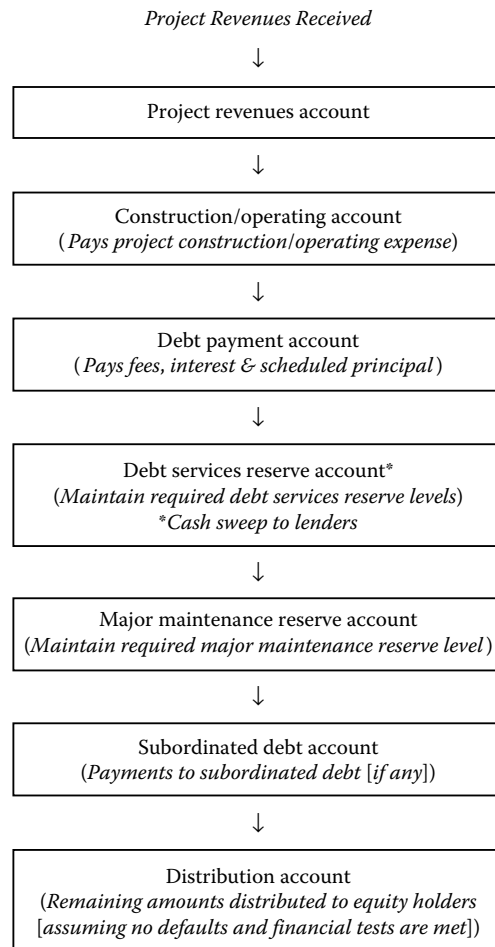 Project Revenues Received
↓
Project revenues account
↓
Construction/operating account
(Pays project construction/operating expense)
↓
Debt payment account
(Pays fees, interest & scheduled principal)
↓
Debt services reserve account*
(Maintain required debt services reserve levels)
*Cash sweep to lenders
↓
Major maintenance reserve account
(Maintain required major maintenance reserve level)
↓
Subordinated debt account
(Payments to subordinated debt [if any])
↓
Distribution account
(Remaining amounts distributed to equity holders
[assuming no defaults and financial tests are met])